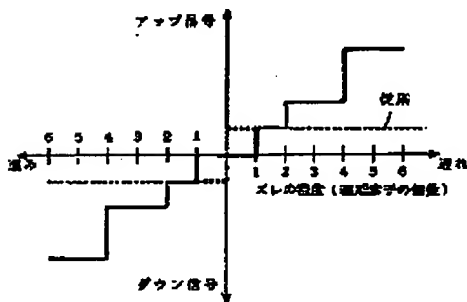 アップ信号
従来
6 5 4 3 2 1
進み
1 2 3 4 5 6
遅れ
ズレの程度（遅延素子の個数）
ダウン信号